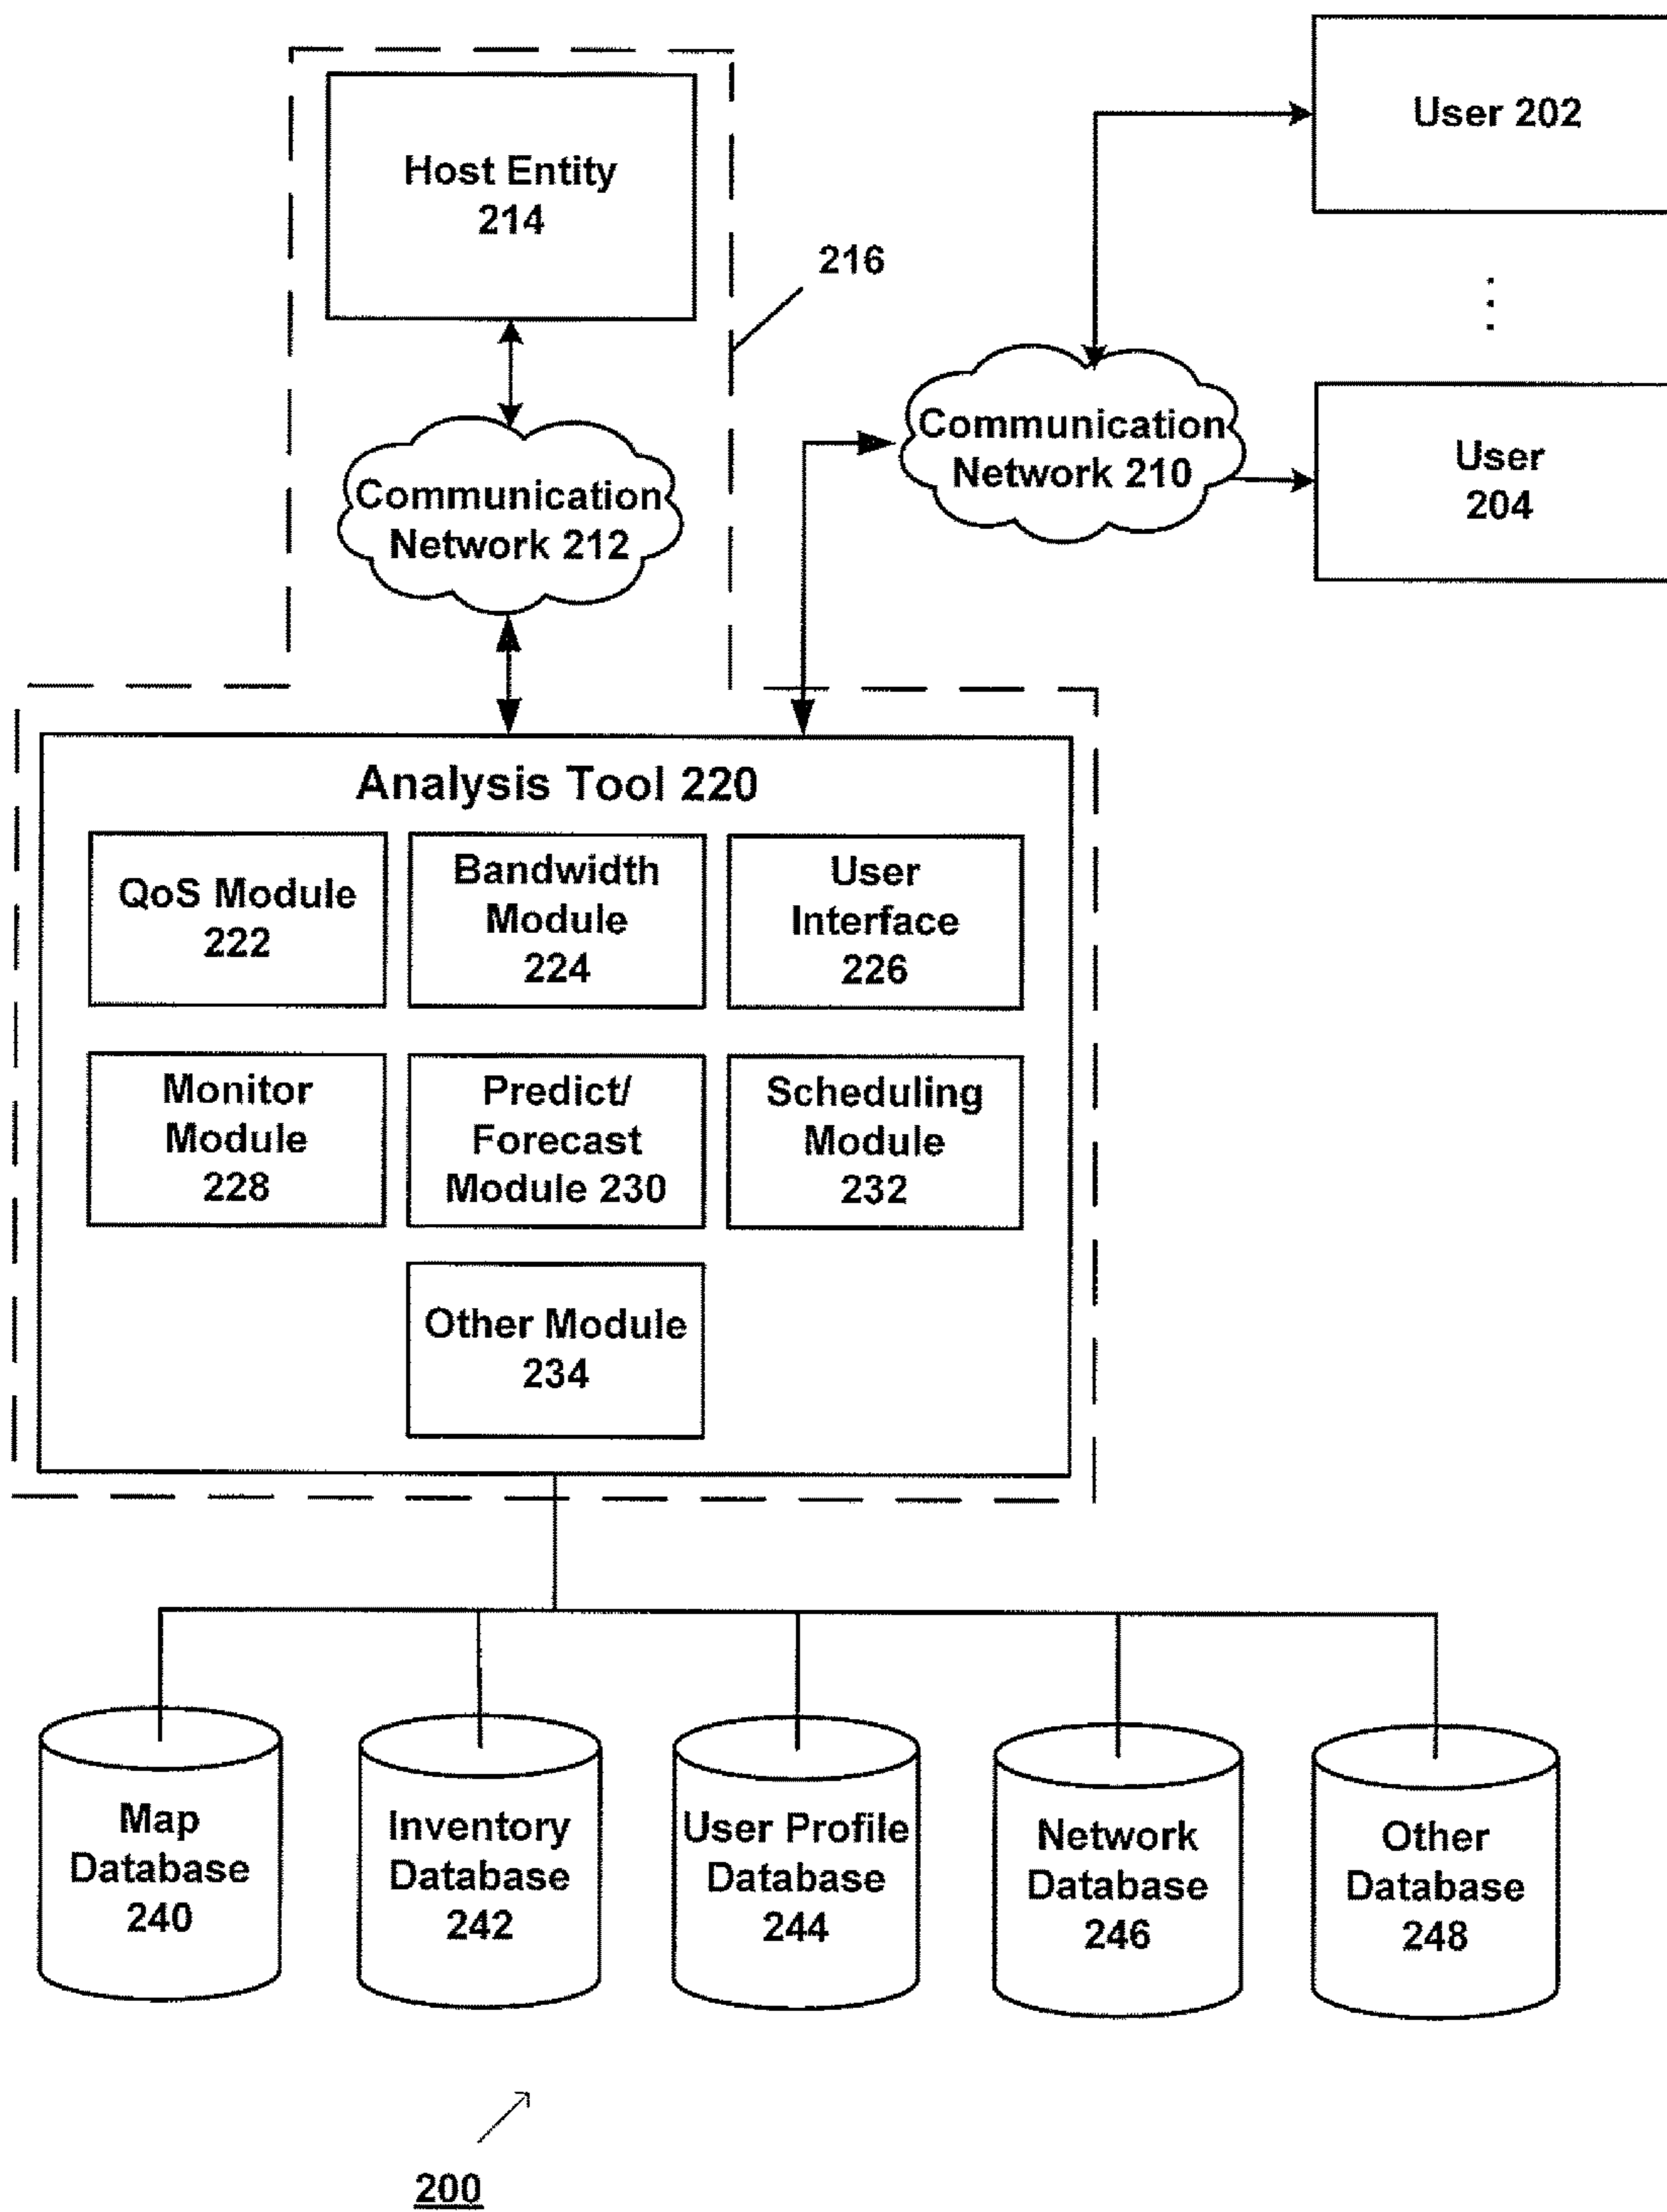 Host Entity
214
216
User 202
Communication
Network 210
User
204
Communication
Network 212
Analysis Tool 220
QoS Module
222
Bandwidth
Module
224
User
Interface
226
Monitor
Module
228
Predict/
Forecast
Module 230
Scheduling
Module
232
Other Module
234
Map
Database
240
Inventory
Database
242
User Profile
Database
244
Network
Database
246
Other
Database
248
200